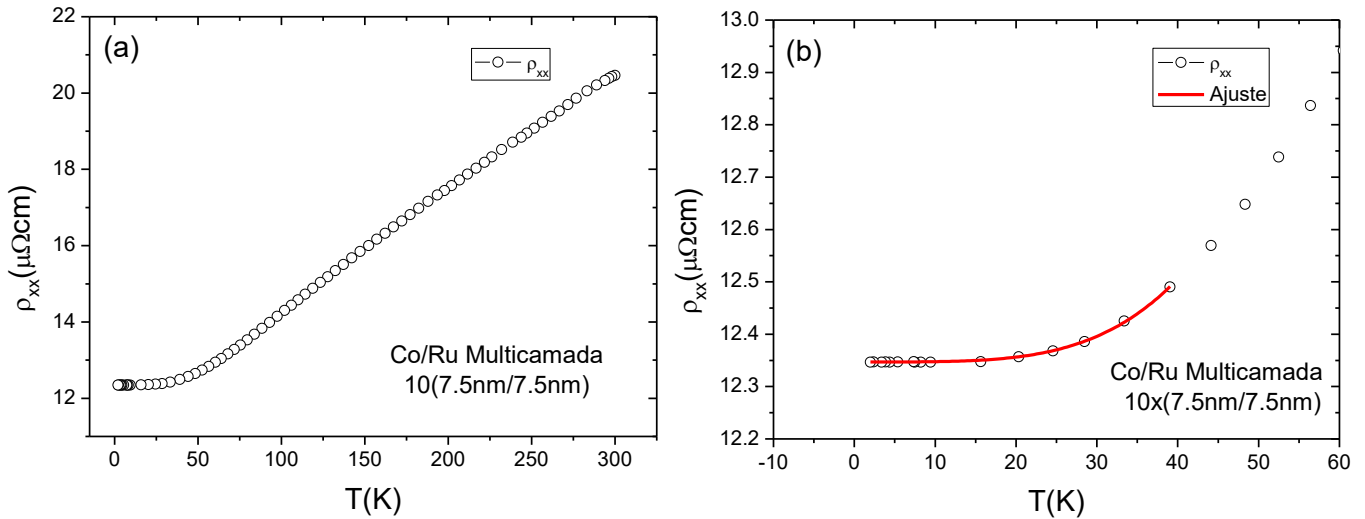 (a)
ρxx
ρxx(μΩcm)
22
20
18
16
14
12
Co/Ru Multicamada
10(7.5nm/7.5nm)
0 50 100 150 200 250 300
T(K)
(b)
ρxx
Ajuste
ρxx(μΩcm)
13.0
12.9
12.8
12.7
12.6
12.5
12.4
12.3
12.2
Co/Ru Multicamada
10x(7.5nm/7.5nm)
-10 0 10 20 30 40 50 60
T(K)